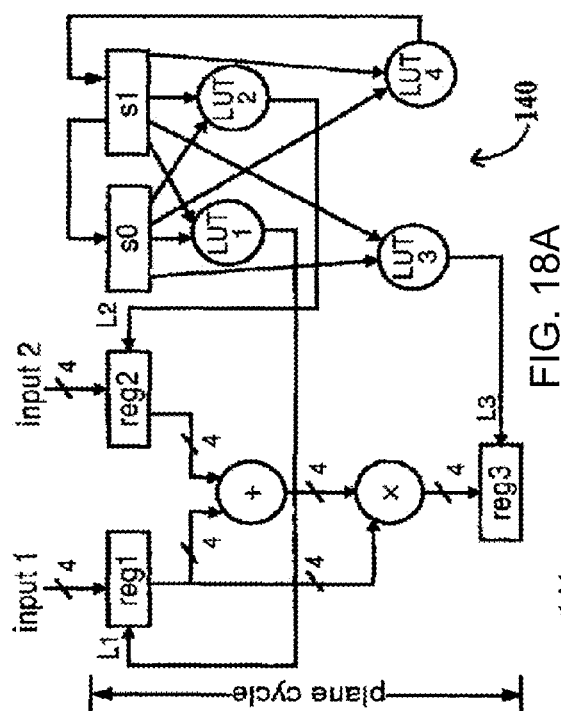 input 1
input 2
4
4
L1
reg1
L2
reg2
s0
s1
4
4
+
LUT
1
LUT
2
4
4
×
4
LUT
3
LUT
4
L3
reg3
plane cycle
140
FIG. 18A